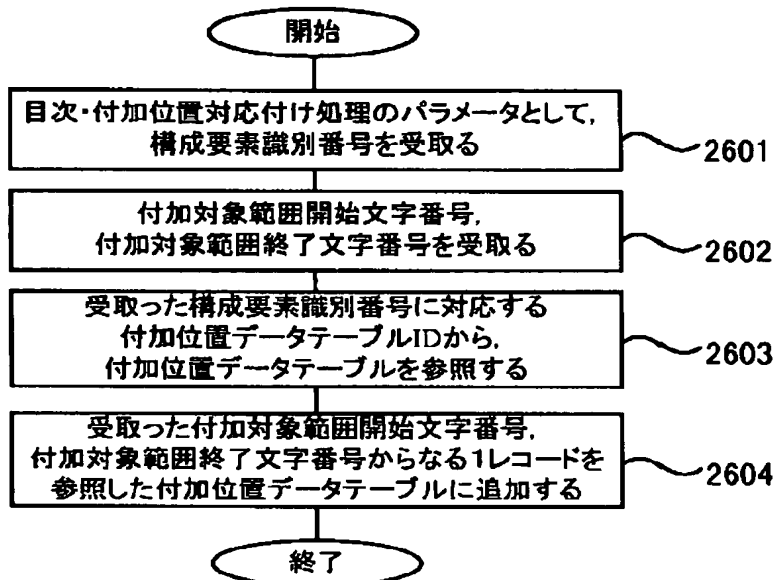 開始
目次・付加位置対応付け処理のパラメータとして,
構成要素識別番号を受取る
2601
付加対象範囲開始文字番号,
付加対象範囲終了文字番号を受取る
2602
受取った構成要素識別番号に対応する
付加位置データテーブルIDから,
付加位置データテーブルを参照する
2603
受取った付加対象範囲開始文字番号,
付加対象範囲終了文字番号からなる1レコードを
参照した付加位置データテーブルに追加する
2604
終了